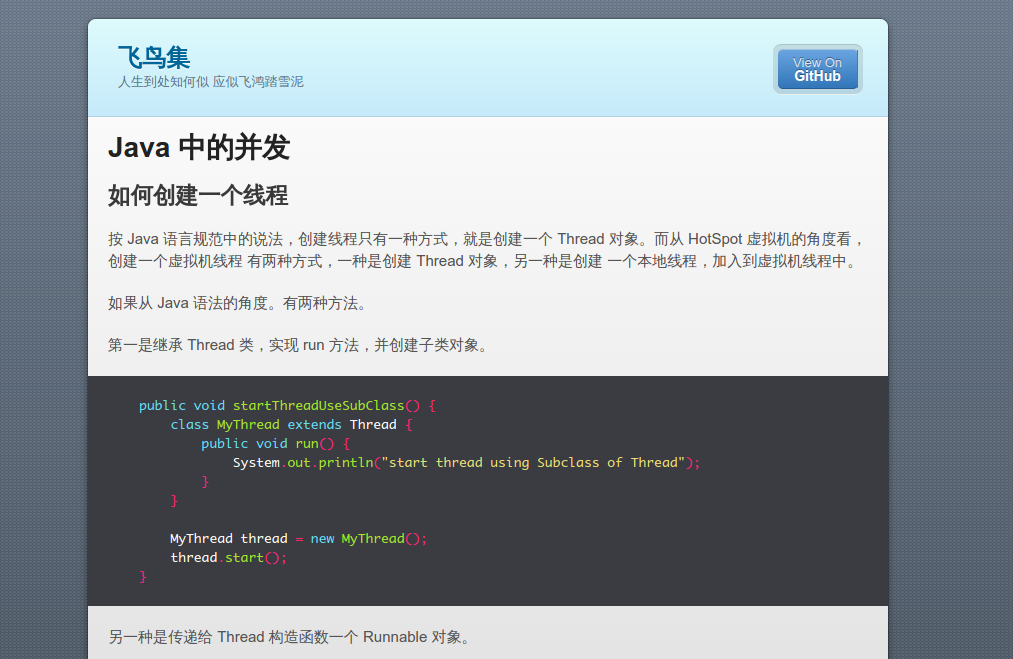 飞鸟集
人生到处知何似 应似飞鸿踏雪泥
View On
GitHub
Java 中的并发
如何创建一个线程
按 Java 语言规范中的说法，创建线程只有一种方式，就是创建一个 Thread 对象。而从 HotSpot 虚拟机的角度看，
创建一个虚拟机线程 有两种方式，一种是创建 Thread 对象，另一种是创建 一个本地线程，加入到虚拟机线程中。
如果从 Java 语法的角度。有两种方法。
第一是继承 Thread 类，实现 run 方法，并创建子类对象。
public void startThreadUseSubClass() {
    class MyThread extends Thread {
        public void run() {
            System.out.println("start thread using Subclass of Thread");
        }
    }
    MyThread thread = new MyThread();
    thread.start();
}
另一种是传递给 Thread 构造函数一个 Runnable 对象。